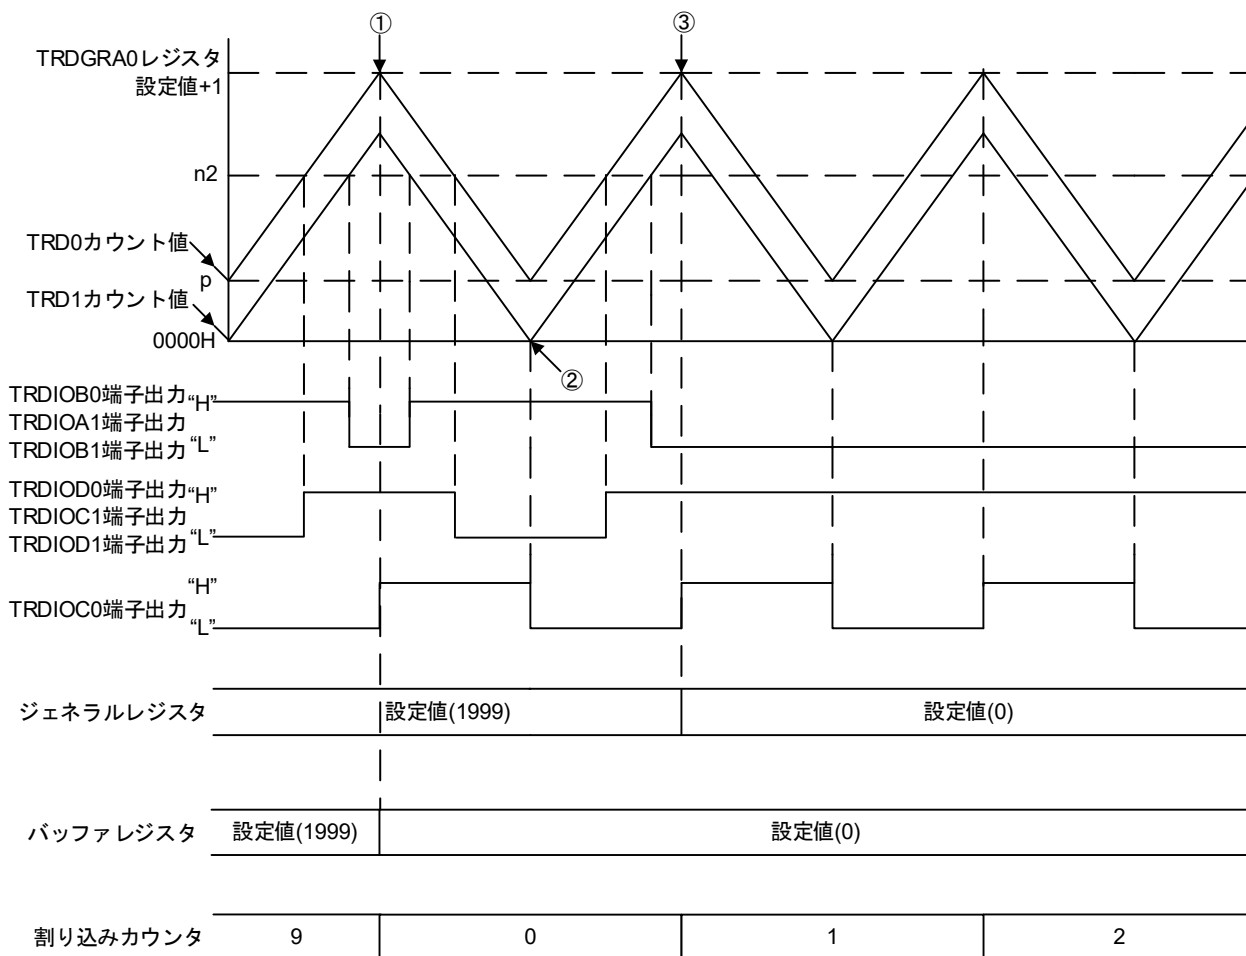 ①
③
TRDGRA0レジスタ
設定値+1
n2
TRD0カウント値
p
TRD1カウント値
0000H
②
TRDIOB0端子出力 “H”
TRDIOA1端子出力
TRDIOB1端子出力 “L”
TRDIOD0端子出力 “H”
TRDIOC1端子出力
TRDIOD1端子出力 “L”
“H”
TRDIOC0端子出力 “L”
ジェネラルレジスタ 設定値(1999) 設定値(0)
バッファレジスタ 設定値(1999) 設定値(0)
割り込みカウンタ 9 0 1 2